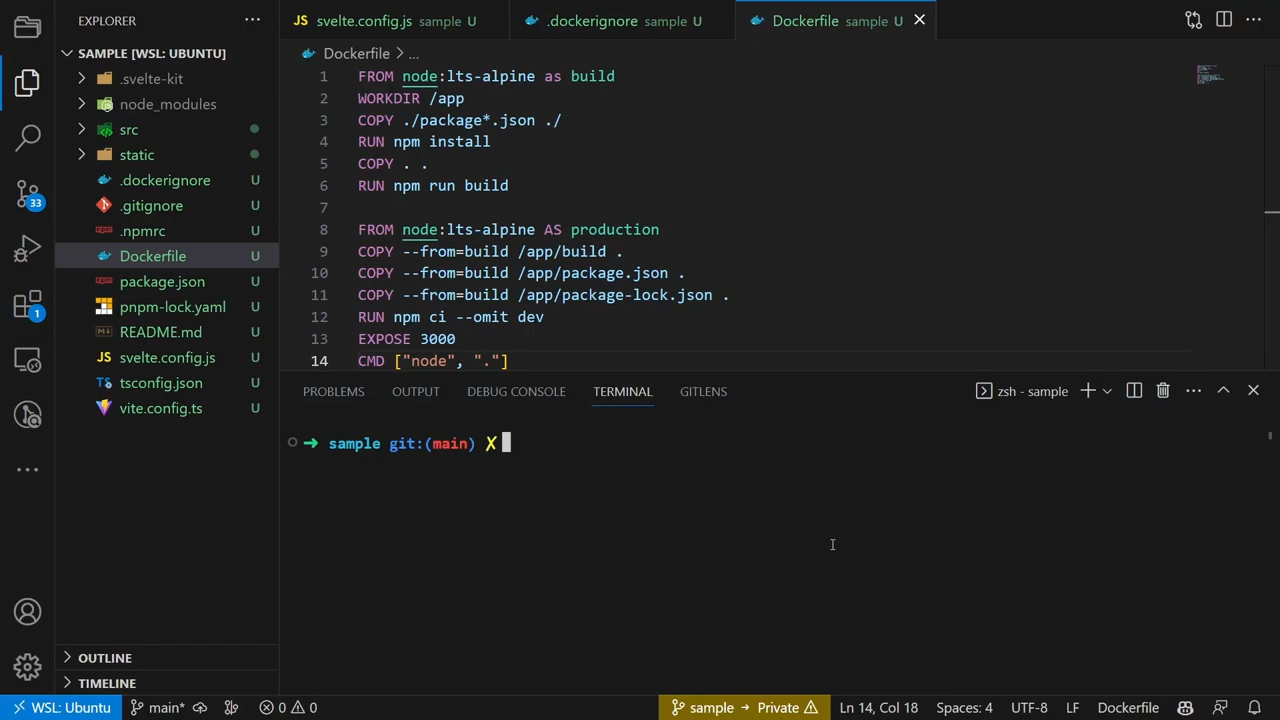 EXPLORER
SAMPLE [WSL: UBUNTU]
.svelte-kit
node_modules
src
static
.dockerignore U
.gitignore U
.npmrc U
Dockerfile U
package.json U
pnpm-lock.yaml U
README.md U
svelte.config.js U
tsconfig.json U
vite.config.ts U
OUTLINE
TIMELINE
33
1
JS svelte.config.js sample U
.dockerignore sample U
Dockerfile sample U
Dockerfile > ...
1 FROM node:lts-alpine as build
2 WORKDIR /app
3 COPY ./package*.json ./
4 RUN npm install
5 COPY . .
6 RUN npm run build
7
8 FROM node:lts-alpine AS production
9 COPY --from=build /app/build .
10 COPY --from=build /app/package.json .
11 COPY --from=build /app/package-lock.json .
12 RUN npm ci --omit dev
13 EXPOSE 3000
14 CMD ["node", "."]
PROBLEMS OUTPUT DEBUG CONSOLE TERMINAL GITLENS
zsh - sample
➜ sample git:(main) ✗
WSL: Ubuntu main* 0 0 sample → Private Ln 14, Col 18 Spaces: 4 UTF-8 LF Dockerfile